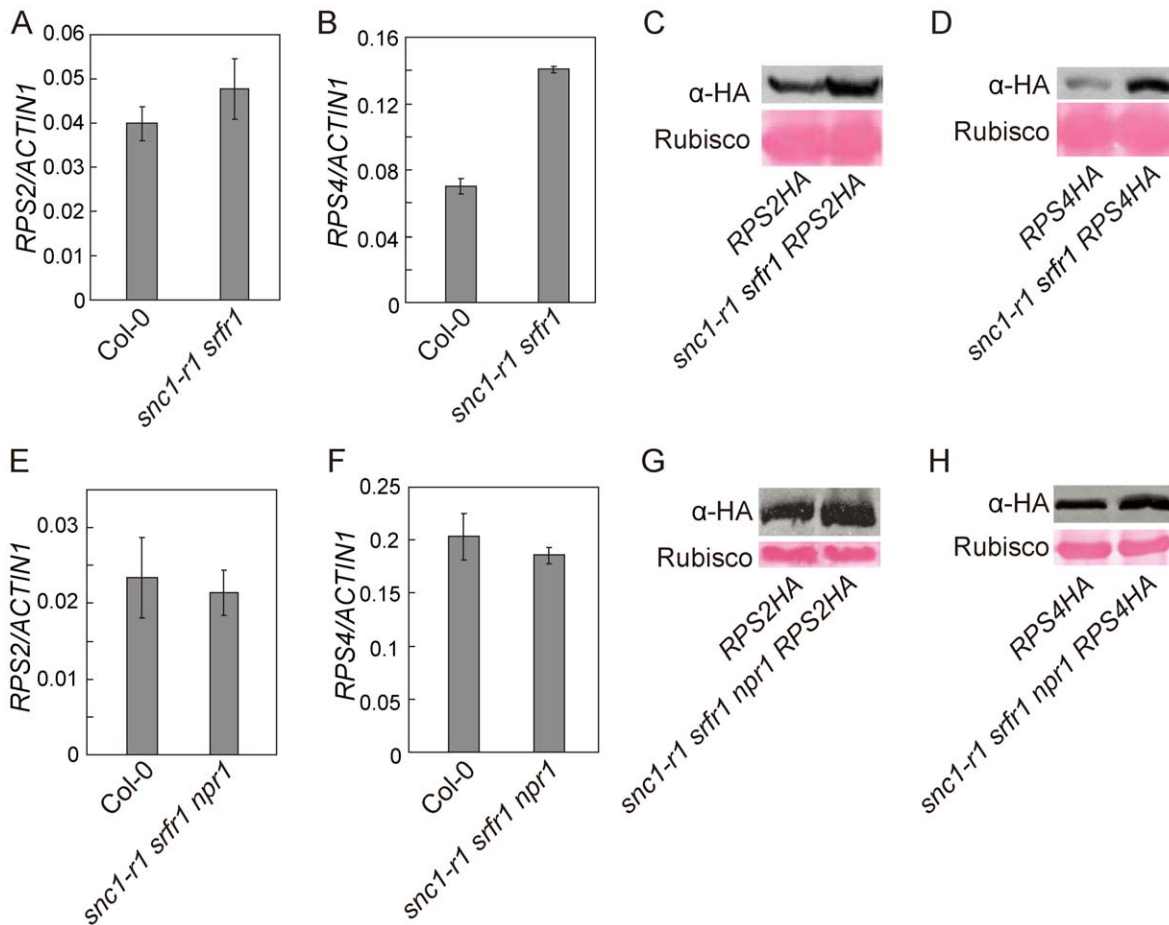 A
RPS2/ACTIN1
0.06
0.05
0.04
0.03
0.02
0.01
0
Col-0
snc1-r1 srfr1
B
RPS4/ACTIN1
0.16
0.12
0.08
0.04
0
Col-0
snc1-r1 srfr1
C
α-HA
Rubisco
RPS2HA
snc1-r1 srfr1 RPS2HA
D
α-HA
Rubisco
RPS4HA
snc1-r1 srfr1 RPS4HA
E
RPS2/ACTIN1
0.03
0.02
0.01
0
Col-0
snc1-r1 srfr1 npr1
F
RPS4/ACTIN1
0.25
0.2
0.15
0.1
0.05
0
Col-0
snc1-r1 srfr1 npr1
G
α-HA
Rubisco
RPS2HA
snc1-r1 srfr1 npr1 RPS2HA
H
α-HA
Rubisco
RPS4HA
snc1-r1 srfr1 npr1 RPS4HA